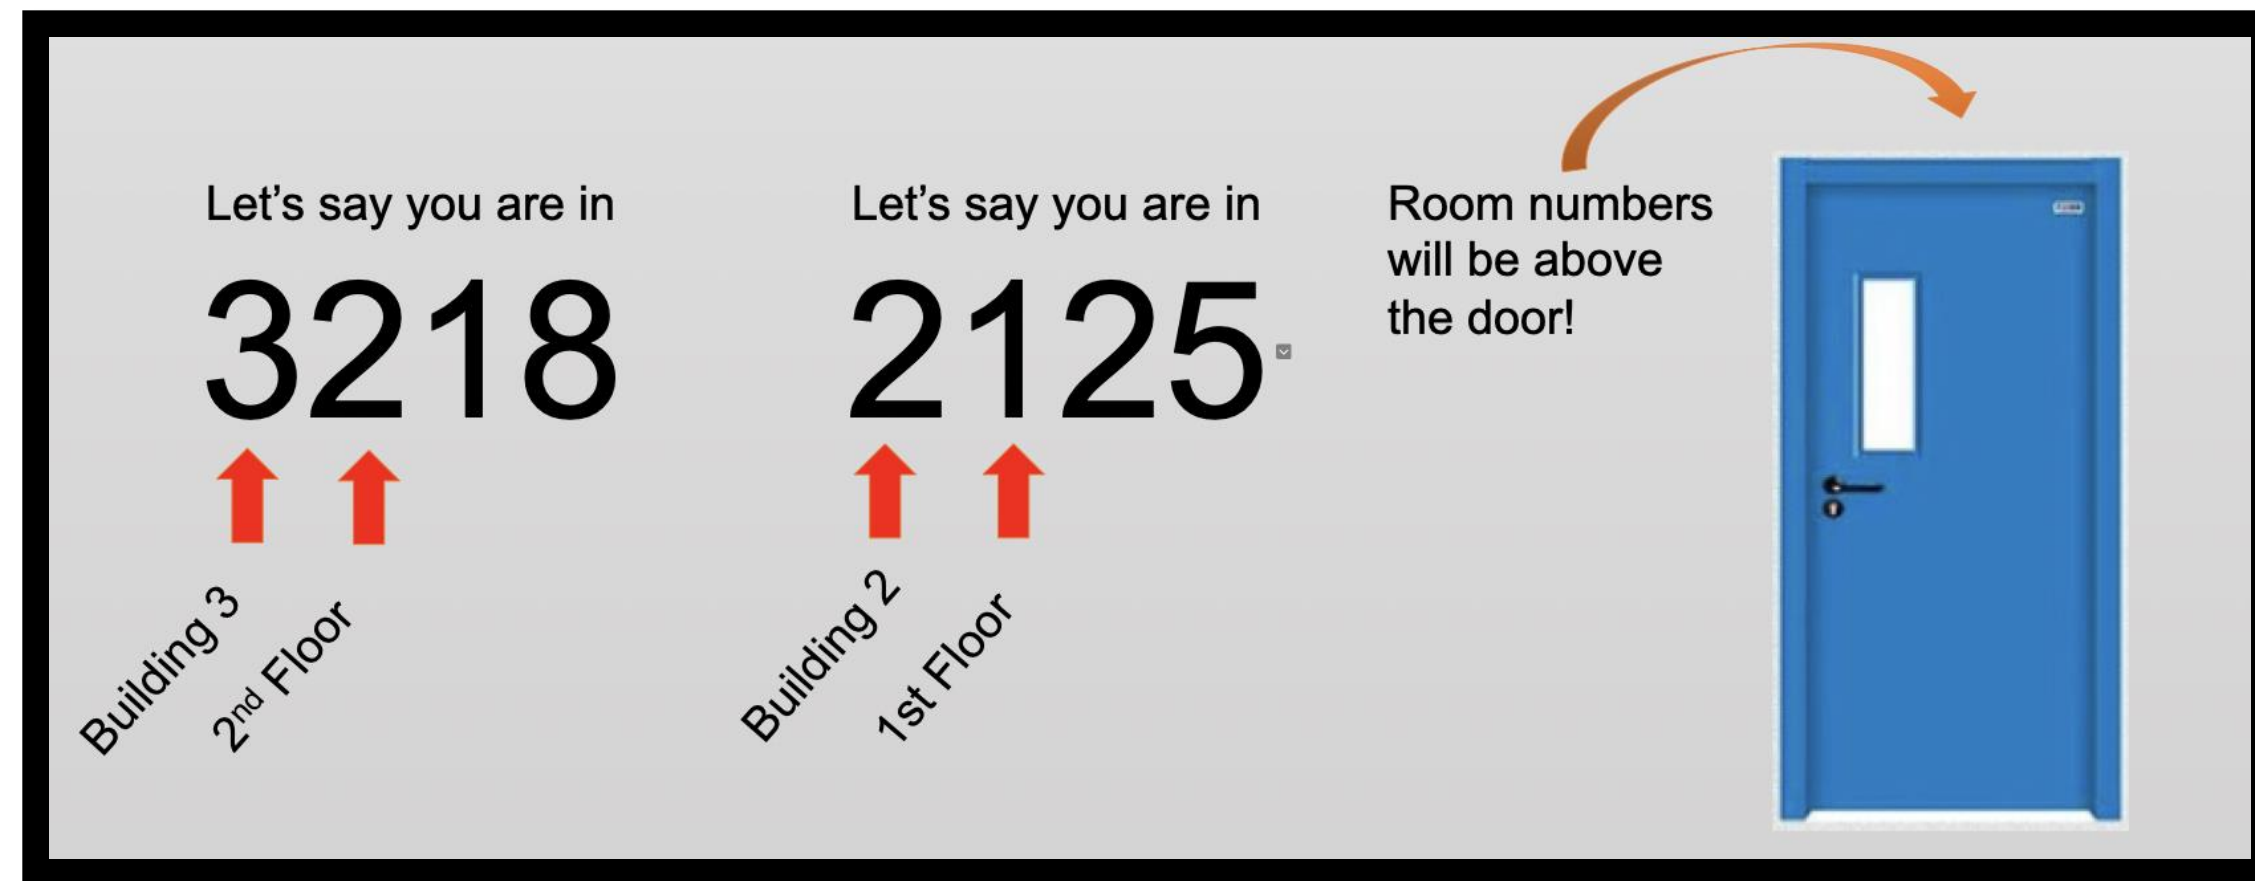 Let's say you are in
3218
Building 3
2nd Floor
Let's say you are in
2125
Building 2
1st Floor
Room numbers
will be above
the door!